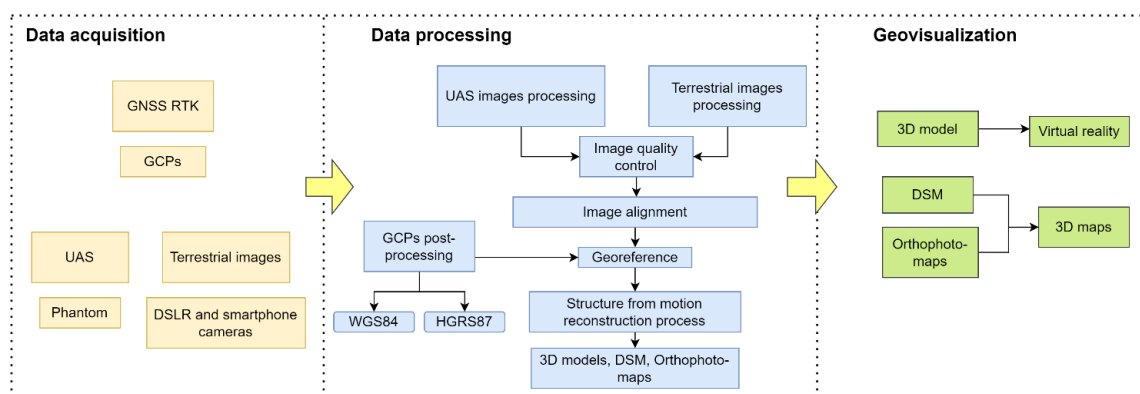 Data acquisition
GNSS RTK
GCPs
UAS
Terrestrial images
Phantom
DSLR and smartphone
cameras
Data processing
UAS images processing
Terrestrial images
processing
Image quality
control
Image alignment
GCPs post-
processing
Georeference
WGS84
HGRS87
Structure from motion
reconstruction process
3D models, DSM, Orthophoto-
maps
Geovisualization
3D model
Virtual reality
DSM
Orthophoto-
maps
3D maps